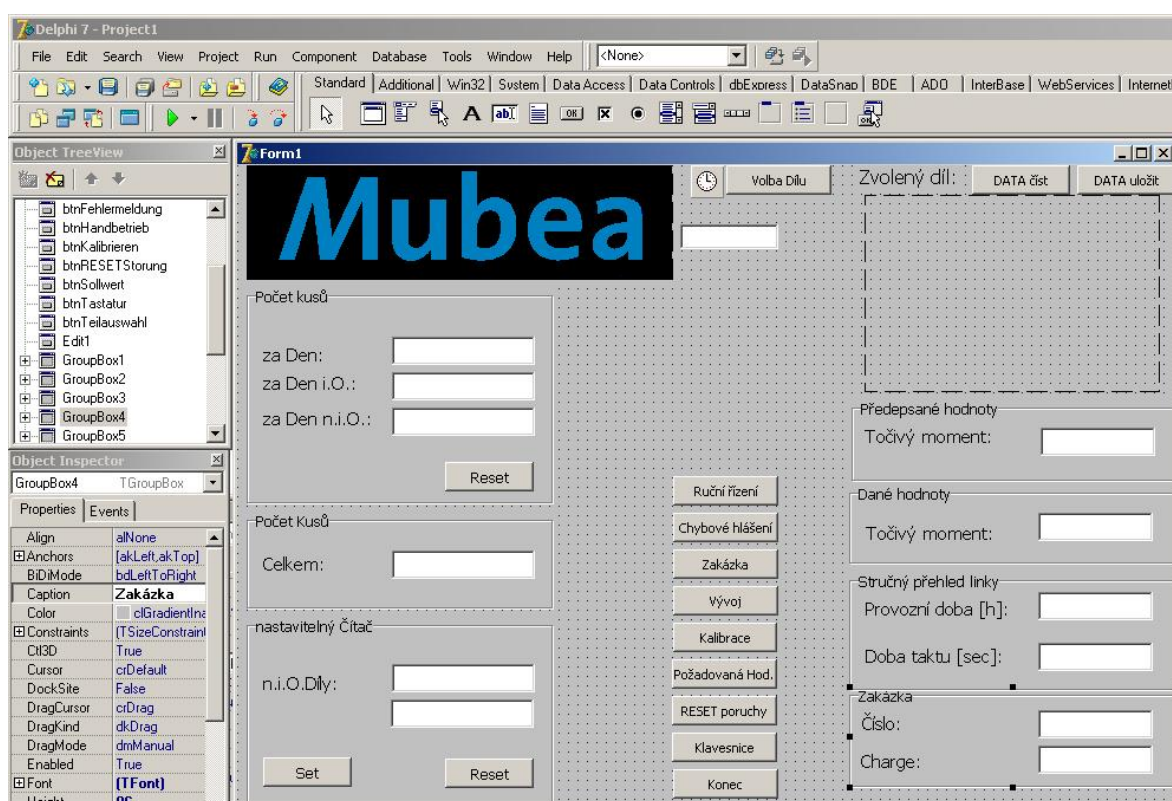 Delphi 7 - Project1
File Edit Search View Project Run Component Database Tools Window Help <None>
Standard Additional Win32 System Data Access Data Controls dbExpress DataSnap BDE ADO InterBase WebServices Internet
Object TreeView
btnFehlermeldung
btnHandbetrieb
btnKalibrieren
btnRESETStorung
btnSollwert
btnTastatur
btnTeilauswahl
Edit1
GroupBox1
GroupBox2
GroupBox3
GroupBox4
GroupBox5
Object Inspector
GroupBox4 TGroupBox
Properties Events
Align alNone
Anchors [akLeft,akTop]
BiDiMode bdLeftToRight
Caption Zakázka
Color clGradientIna
Constraints (TSizeConstraint
Ctl3D True
Cursor crDefault
DockSite False
DragCursor crDrag
DragKind dkDrag
DragMode dmManual
Enabled True
Font (TFont)
Form1
Mubea
Volba Dílu
Zvolený díl:
DATA číst
DATA uložit
Počet kusů
za Den:
za Den i.O.:
za Den n.i.O.:
Reset
Počet Kusů
Celkem:
nastavitelný Čítač
n.i.O.Díly:
Set
Reset
Ruční řízení
Chybové hlášení
Zakázka
Vývoj
Kalibrace
Požadovaná Hod.
RESET poruchy
Klavesnice
Konec
Předepsané hodnoty
Točivý moment:
Dané hodnoty
Točivý moment:
Stručný přehled linky
Provozní doba [h]:
Doba taktu [sec]:
Zakázka
Číslo:
Charge: